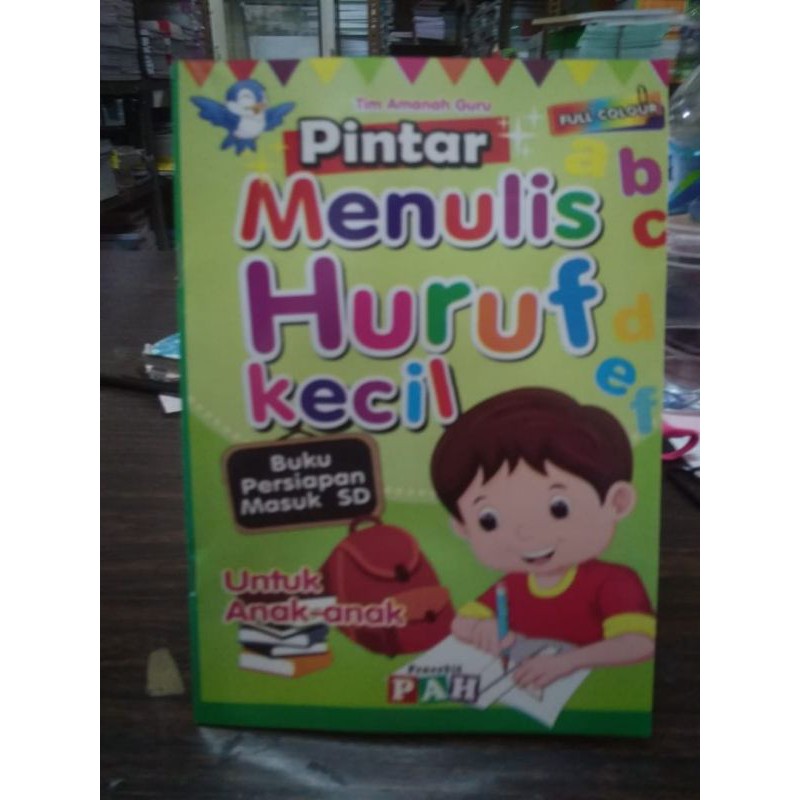 Tim Amanah Guru
FULL COLOUR
Pintar
Menulis
Huruf
kecil
a
b
c
d
e
f
Buku
Persiapan
Masuk SD
Untuk
Anak-anak
Penerbit
PAH